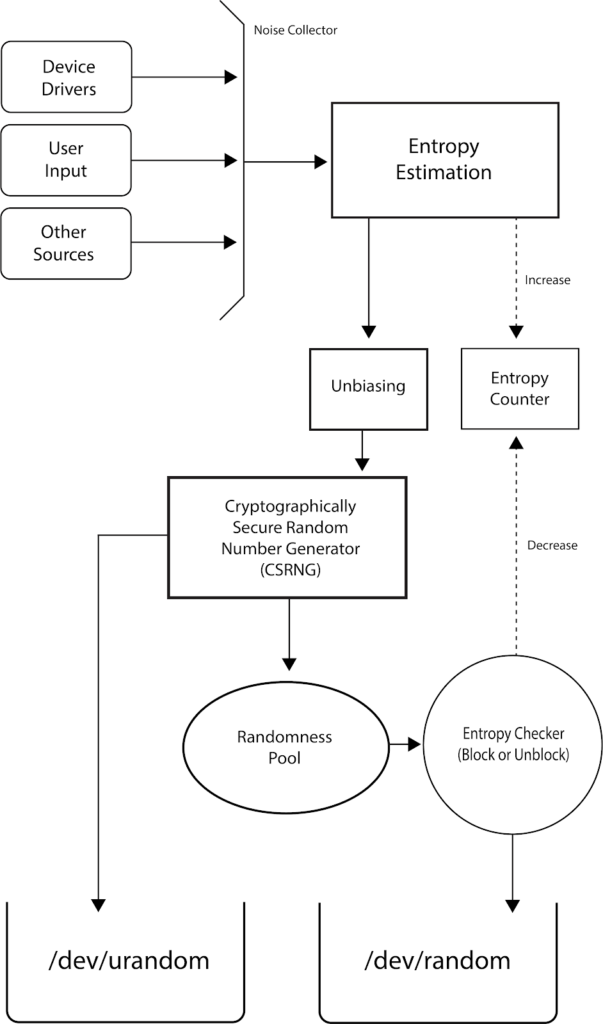 Noise Collector
Device
Drivers
User
Input
Other
Sources
Entropy
Estimation
Increase
Unbiasing
Entropy
Counter
Cryptographically
Secure Random
Number Generator
(CSRNG)
Decrease
Randomness
Pool
Entropy Checker
(Block or Unblock)
/dev/urandom
/dev/random